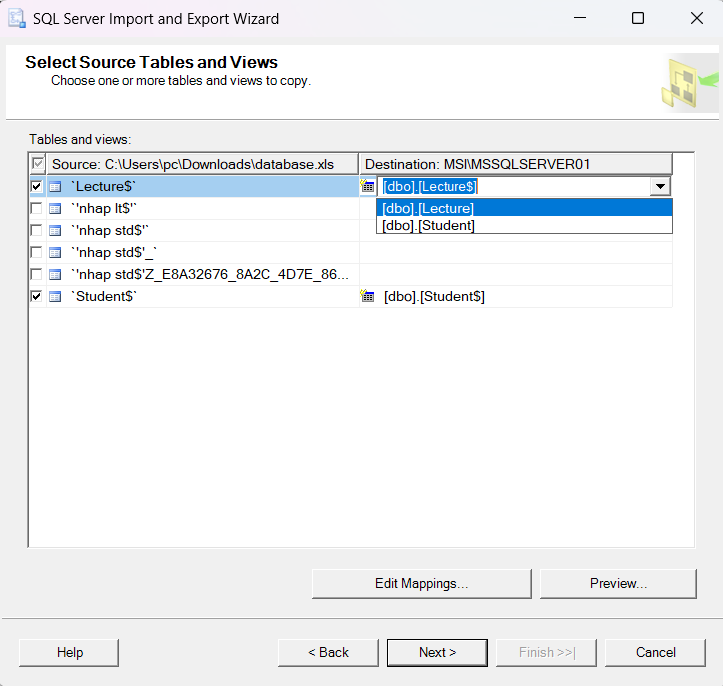 SQL Server Import and Export Wizard
Select Source Tables and Views
Choose one or more tables and views to copy.
Tables and views:
Source: C:\Users\pc\Downloads\database.xls Destination: MSI\MSSQLSERVER01
`Lecture$` [dbo].[Lecture$]
`'nhap lt$'` [dbo].[Lecture]
`'nhap std$'` [dbo].[Student]
`'nhap std$'_`
`'nhap std$'Z_E8A32676_8A2C_4D7E_86...
`Student$` [dbo].[Student$]
Edit Mappings... Preview...
Help < Back Next > Finish >>| Cancel